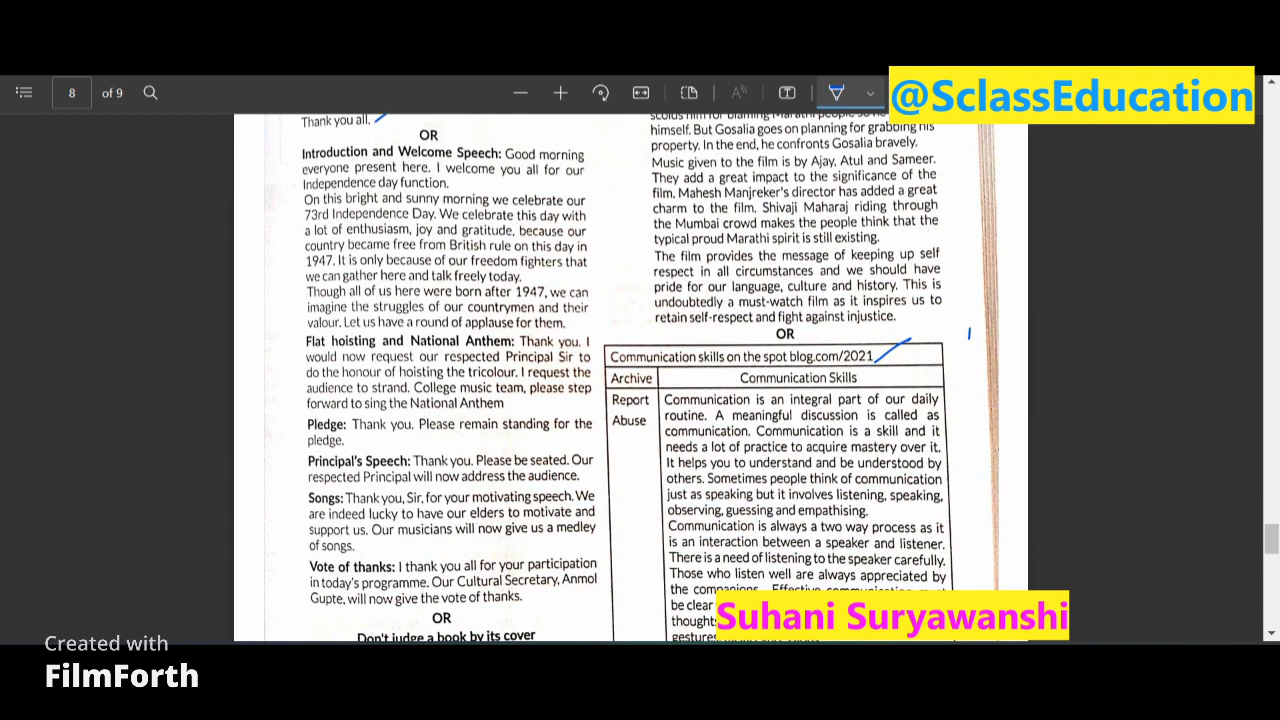 8 of 9
@SclassEducation
Thank you all.
OR
Introduction and Welcome Speech: Good morning
everyone present here. I welcome you all for our
Independence day function.
On this bright and sunny morning we celebrate our
73rd Independence Day. We celebrate this day with
a lot of enthusiasm, joy and gratitude, because our
country became free from British rule on this day in
1947. It is only because of our freedom fighters that
we can gather here and talk freely today.
Though all of us here were born after 1947, we can
imagine the struggles of our countrymen and their
valour. Let us have a round of applause for them.
Flat hoisting and National Anthem: Thank you. I
would now request our respected Principal Sir to
do the honour of hoisting the tricolour. I request the
audience to strand. College music team, please step
forward to sing the National Anthem
Pledge: Thank you. Please remain standing for the
pledge.
Principal's Speech: Thank you. Please be seated. Our
respected Principal will now address the audience.
Songs: Thank you, Sir, for your motivating speech. We
are indeed lucky to have our elders to motivate and
support us. Our musicians will now give us a medley
of songs.
Vote of thanks: I thank you all for your participation
in today's programme. Our Cultural Secretary, Anmol
Gupte, will now give the vote of thanks.
OR
Don't judge a book by its cover
scolds him for blaming Marathi people
himself. But Gosalia goes on planning for grabbing his
property. In the end, he confronts Gosalia bravely.
Music given to the film is by Ajay, Atul and Sameer.
They add a great impact to the significance of the
film. Mahesh Manjreker's director has added a great
charm to the film. Shivaji Maharaj riding through
the Mumbai crowd makes the people think that the
typical proud Marathi spirit is still existing.
The film provides the message of keeping up self
respect in all circumstances and we should have
pride for our language, culture and history. This is
undoubtedly a must-watch film as it inspires us to
retain self-respect and fight against injustice.
OR
Communication skills on the spot blog.com/2021
Archive Communication Skills
Report Abuse
Communication is an integral part of our daily
routine. A meaningful discussion is called as
communication. Communication is a skill and it
needs a lot of practice to acquire mastery over it.
It helps you to understand and be understood by
others. Sometimes people think of communication
just as speaking but it involves listening, speaking,
observing, guessing and empathising.
Communication is always a two way process as it
is an interaction between a speaker and listener.
There is a need of listening to the speaker carefully.
Those who listen well are always appreciated by
the companions. Effective communication must
be clear
thoughts
gestures
Suhani Suryawanshi
Created with
FilmForth